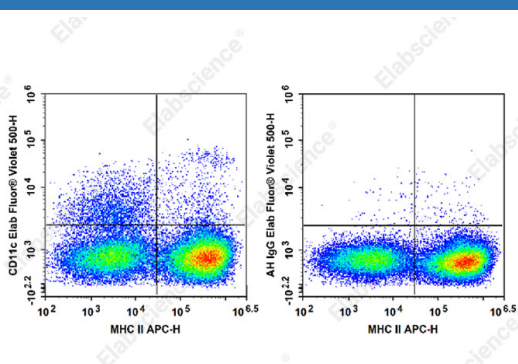 Elabscience®
Elabscience®
CD11c Elab Fluor® Violet 500-H
10^6
10^5
10^4
10^3
-10^2.2
10^2 10^3 10^4 10^5 10^6.5
MHC II APC-H
AH IgG Elab Fluor® Violet 500-H
10^6
10^5
10^4
10^3
-10^2.2
10^2 10^3 10^4 10^5 10^6.5
MHC II APC-H